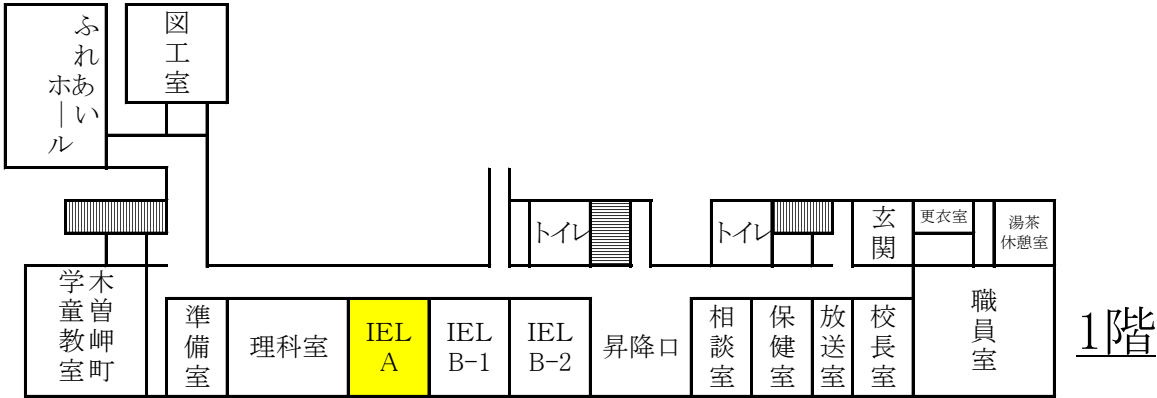 ふれあい
ホール
図工室
トイレ
トイレ
玄関
更衣室
湯茶
休憩室
木曽岬町
学童教室
準備室
理科室
IEL
A
IEL
B-1
IEL
B-2
昇降口
相談室
保健室
放送室
校長室
職員室
1階